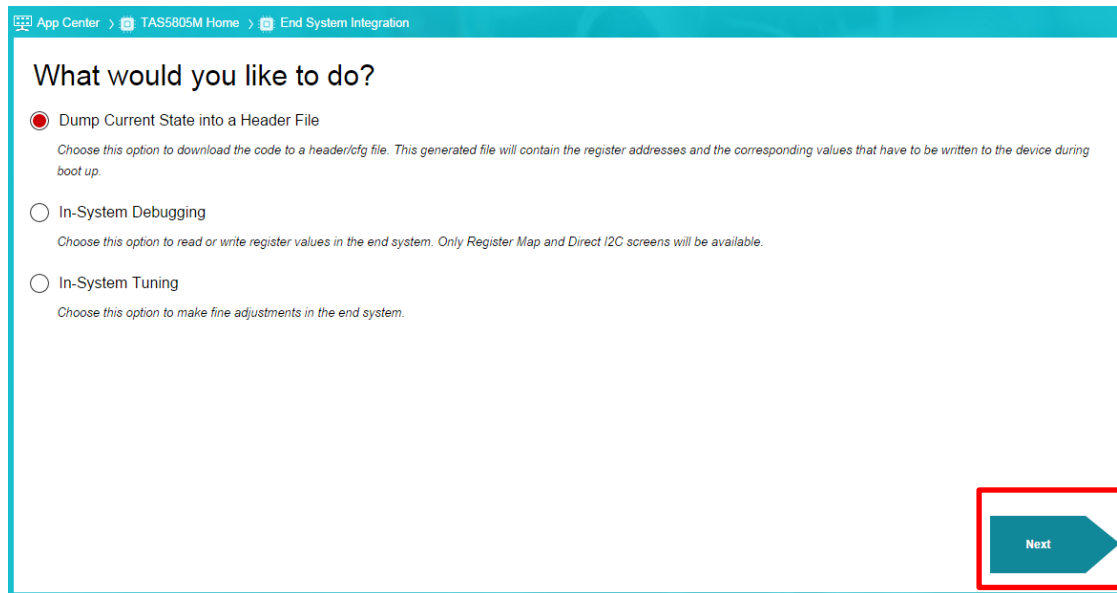 App Center > TAS5805M Home > End System Integration
What would you like to do?
Dump Current State into a Header File
Choose this option to download the code to a header/cfg file. This generated file will contain the register addresses and the corresponding values that have to be written to the device during
boot up.
In-System Debugging
Choose this option to read or write register values in the end system. Only Register Map and Direct I2C screens will be available.
In-System Tuning
Choose this option to make fine adjustments in the end system.
Next